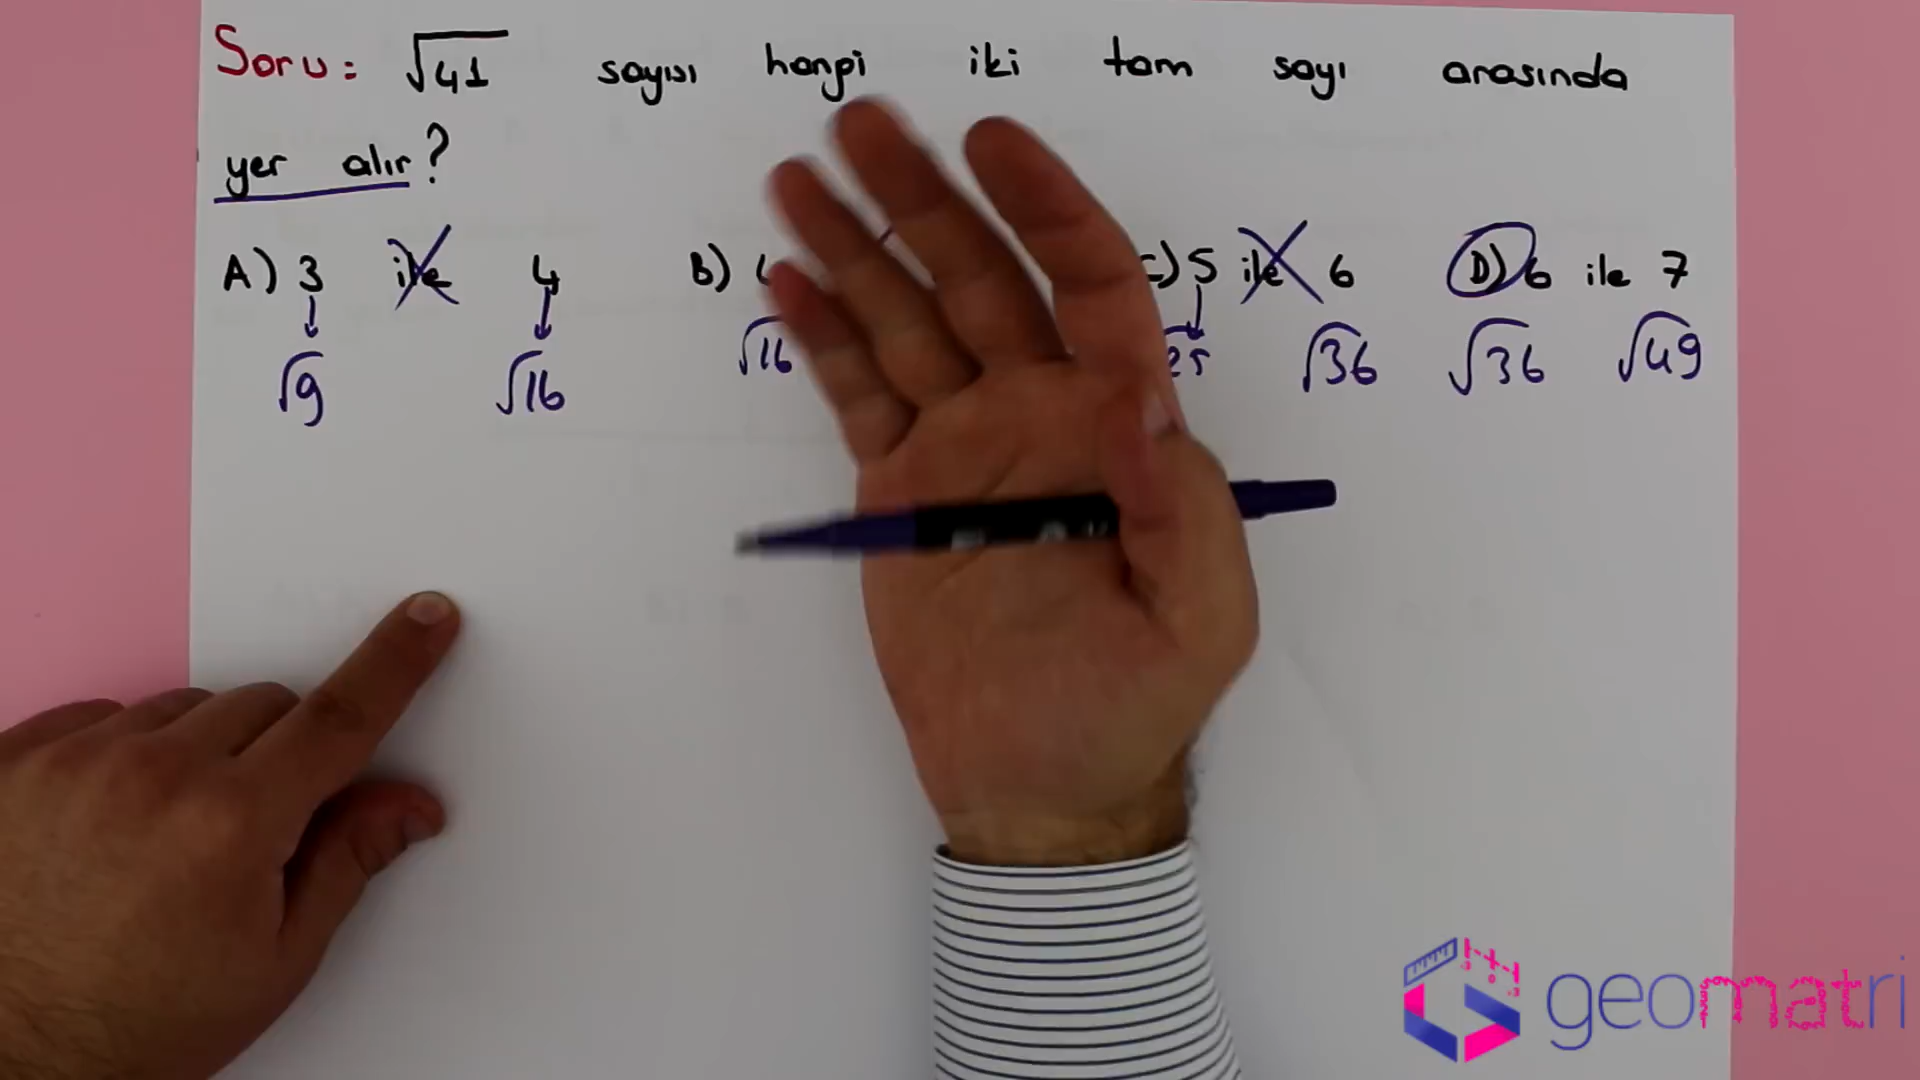 Soru: √41 sayısı hangi iki tam sayı arasında
yer alır?
A) 3 ile 4 B) C) 5 ile 6 D) 6 ile 7
√9 √16 √16 25 √36 √36 √49
geomatri